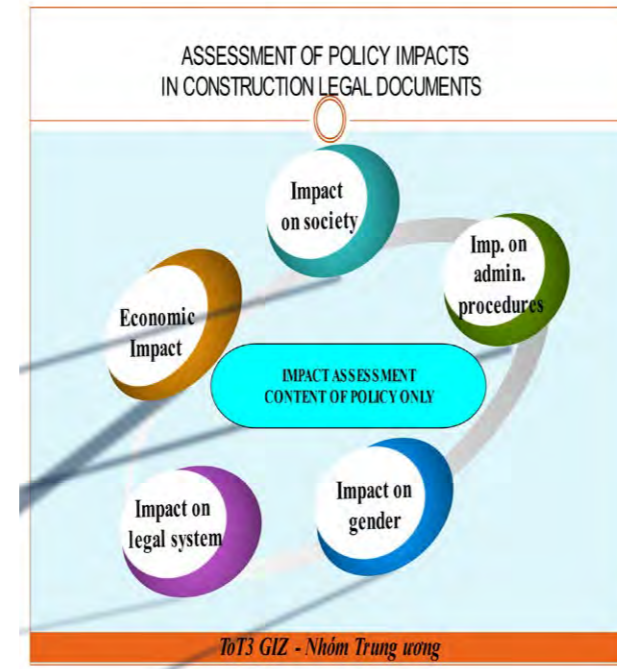 ASSESSMENT OF POLICY IMPACTS
IN CONSTRUCTION LEGAL DOCUMENTS
Impact
on society
Imp. on
admin.
procedures
Economic
Impact
IMPACT ASSESSMENT
CONTENT OF POLICY ONLY
Impact on
legal system
Impact on
gender
ToT3 GIZ - Nhóm Trung ương